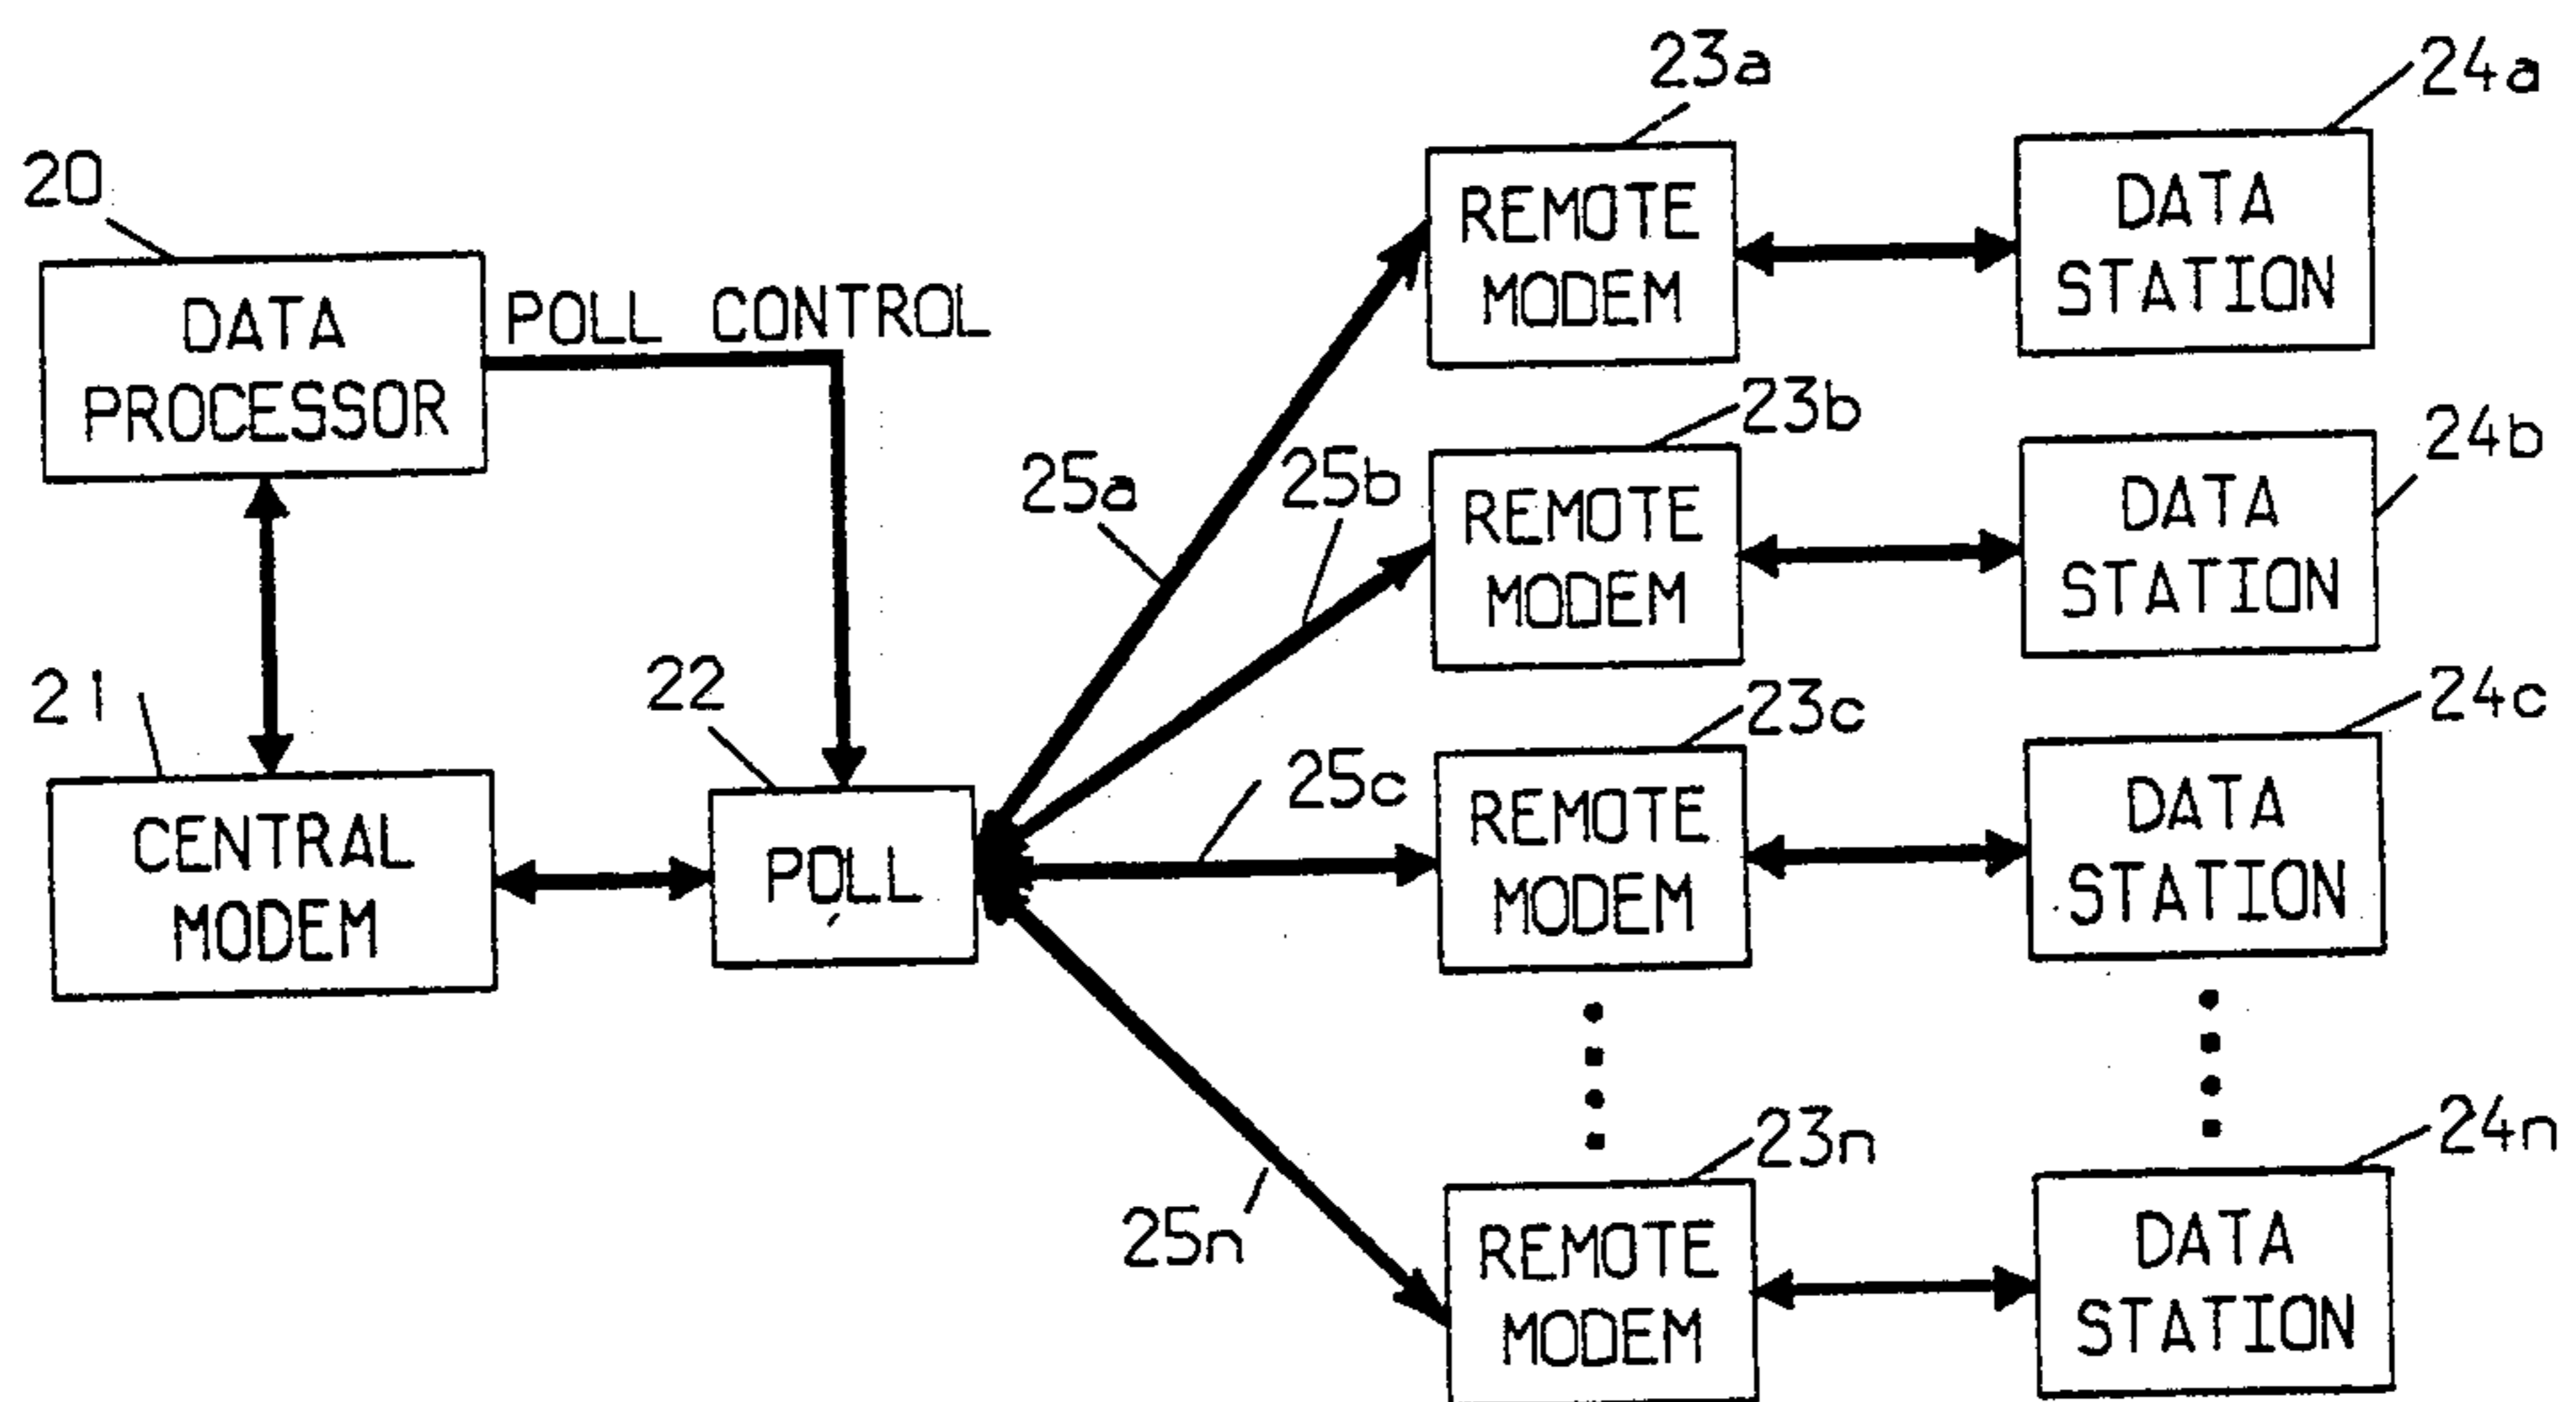 20
DATA
PROCESSOR
POLL CONTROL
21
CENTRAL
MODEM
22
POLL
25a
25b
25c
25n
23a
REMOTE
MODEM
24a
DATA
STATION
23b
REMOTE
MODEM
24b
DATA
STATION
23c
REMOTE
MODEM
24c
DATA
STATION
23n
REMOTE
MODEM
24n
DATA
STATION